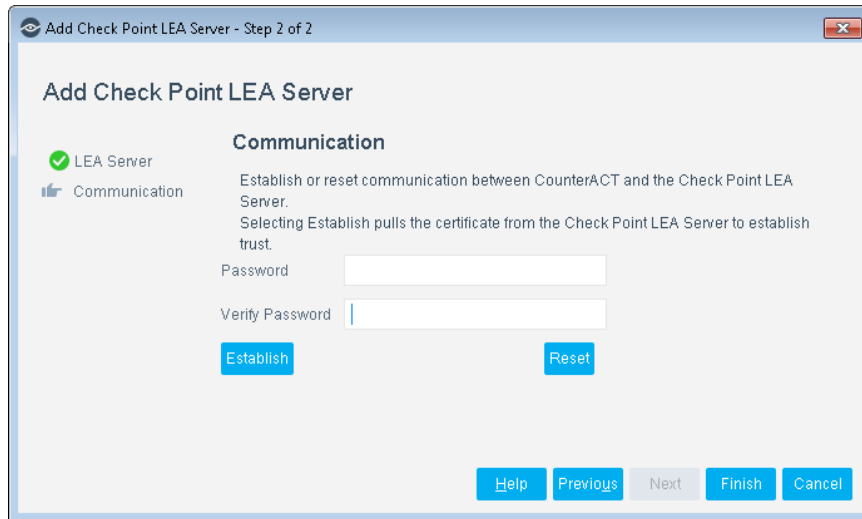 Add Check Point LEA Server - Step 2 of 2
Add Check Point LEA Server
LEA Server
Communication
Communication
Establish or reset communication between CounterACT and the Check Point LEA
Server.
Selecting Establish pulls the certificate from the Check Point LEA Server to establish
trust.
Password
Verify Password
Establish
Reset
Help
Previous
Next
Finish
Cancel